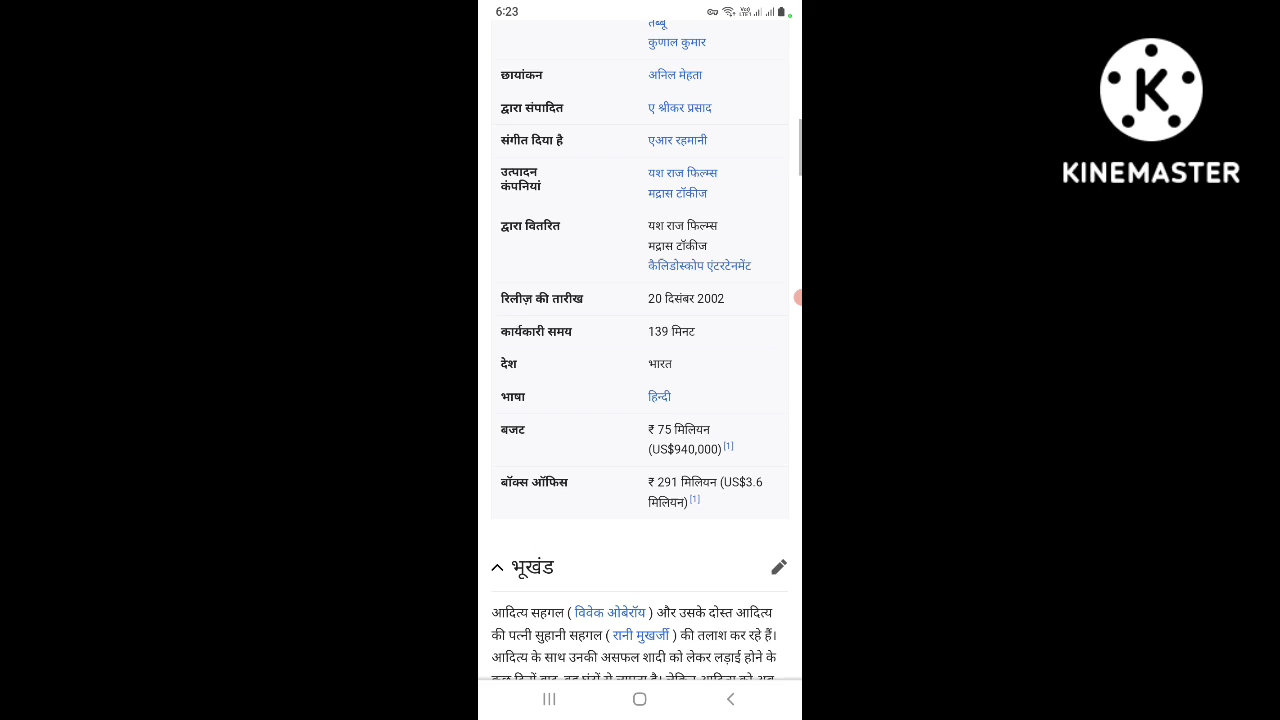 6:23
तब्बू
कुणाल कुमार
छायांकन
अनिल मेहता
द्वारा संपादित
ए श्रीकर प्रसाद
संगीत दिया है
एआर रहमानी
उत्पादन
कंपनियां
यश राज फिल्म्स
मद्रास टॉकीज
द्वारा वितरित
यश राज फिल्म्स
मद्रास टॉकीज
कैलिडोस्कोप एंटरटेनमेंट
रिलीज़ की तारीख
20 दिसंबर 2002
कार्यकारी समय
139 मिनट
देश
भारत
भाषा
हिन्दी
बजट
₹ 75 मिलियन
(US$940,000) [1]
बॉक्स ऑफिस
₹ 291 मिलियन (US$3.6
मिलियन) [1]
भूखंड
आदित्य सहगल ( विवेक ओबेरॉय ) और उसके दोस्त आदित्य
की पत्नी सुहानी सहगल ( रानी मुखर्जी ) की तलाश कर रहे हैं।
आदित्य के साथ उनकी असफल शादी को लेकर लड़ाई होने के
K
KINEMASTER